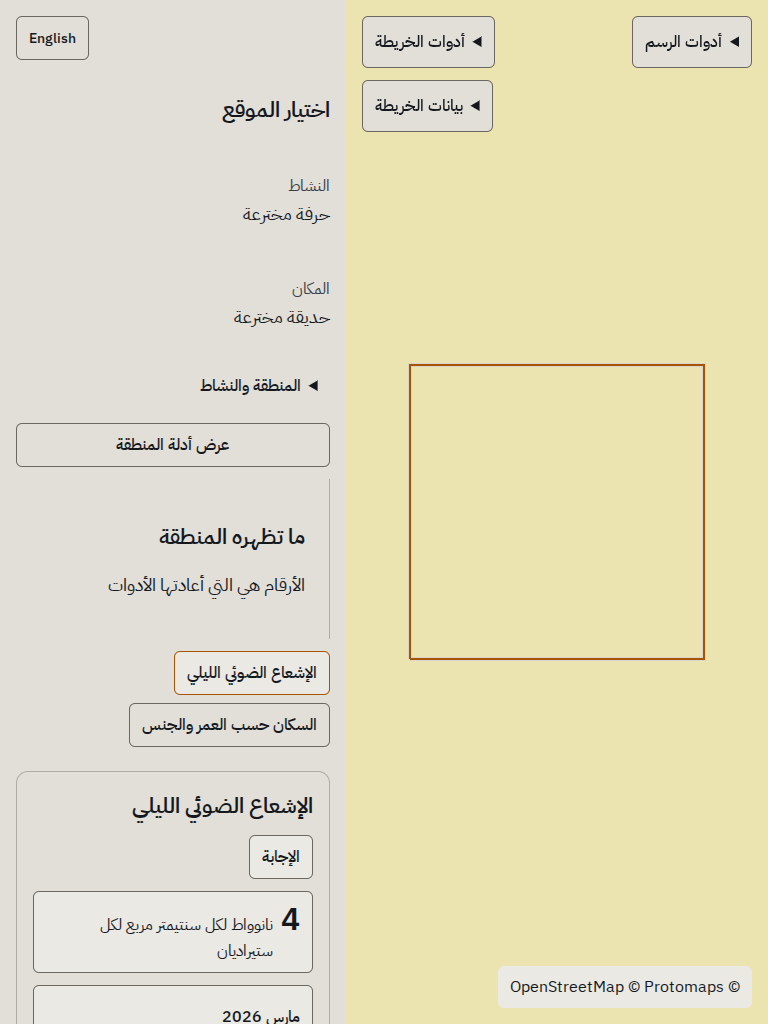 English
اختيار الموقع
النشاط
حرفة مخترعة
المكان
حديقة مخترعة
المنطقة والنشاط
عرض أدلة المنطقة
ما تظهره المنطقة
الأرقام هي التي أعادتها الأدوات
الإشعاع الضوئي الليلي
السكان حسب العمر والجنس
الإشعاع الضوئي الليلي
الإجابة
4 نانوواط لكل سنتيمتر مربع لكل
ستيراديان
مارس 2026
أدوات الرسم
أدوات الخريطة
بيانات الخريطة
OpenStreetMap © Protomaps ©